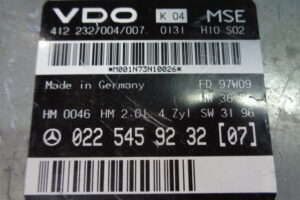 VDO K 04 MSE
412.232/004/007 0131 H10 S02
*M001N73N10026*
Made in Germany FD 97W09
HM 0046 HM 2.0L 4 Zyl SW 31 96
022 545 92 32 [07]